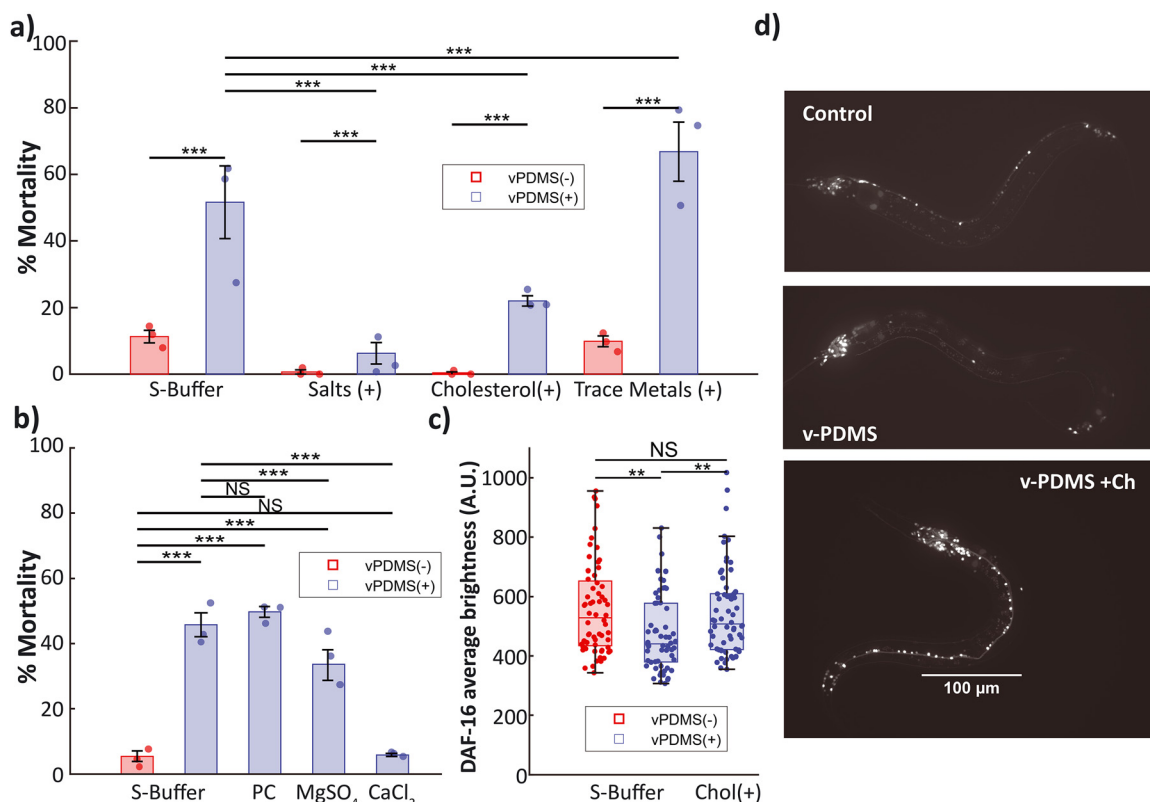 a)
% Mortality
100
80
60
40
20
0
***
***
***
***
***
***
***
vPDMS(-)
vPDMS(+)
S-Buffer
Salts (+)
Cholesterol(+)
Trace Metals (+)
b)
% Mortality
100
80
60
40
20
0
***
***
NS
NS
***
***
***
vPDMS(-)
vPDMS(+)
S-Buffer
PC
MgSO₄
CaCl₂
c)
DAF-16 average brightness (A.U.)
1000
800
600
400
200
0
NS
**
**
vPDMS(-)
vPDMS(+)
S-Buffer
Chol(+)
d)
Control
v-PDMS
v-PDMS +Ch
100 µm